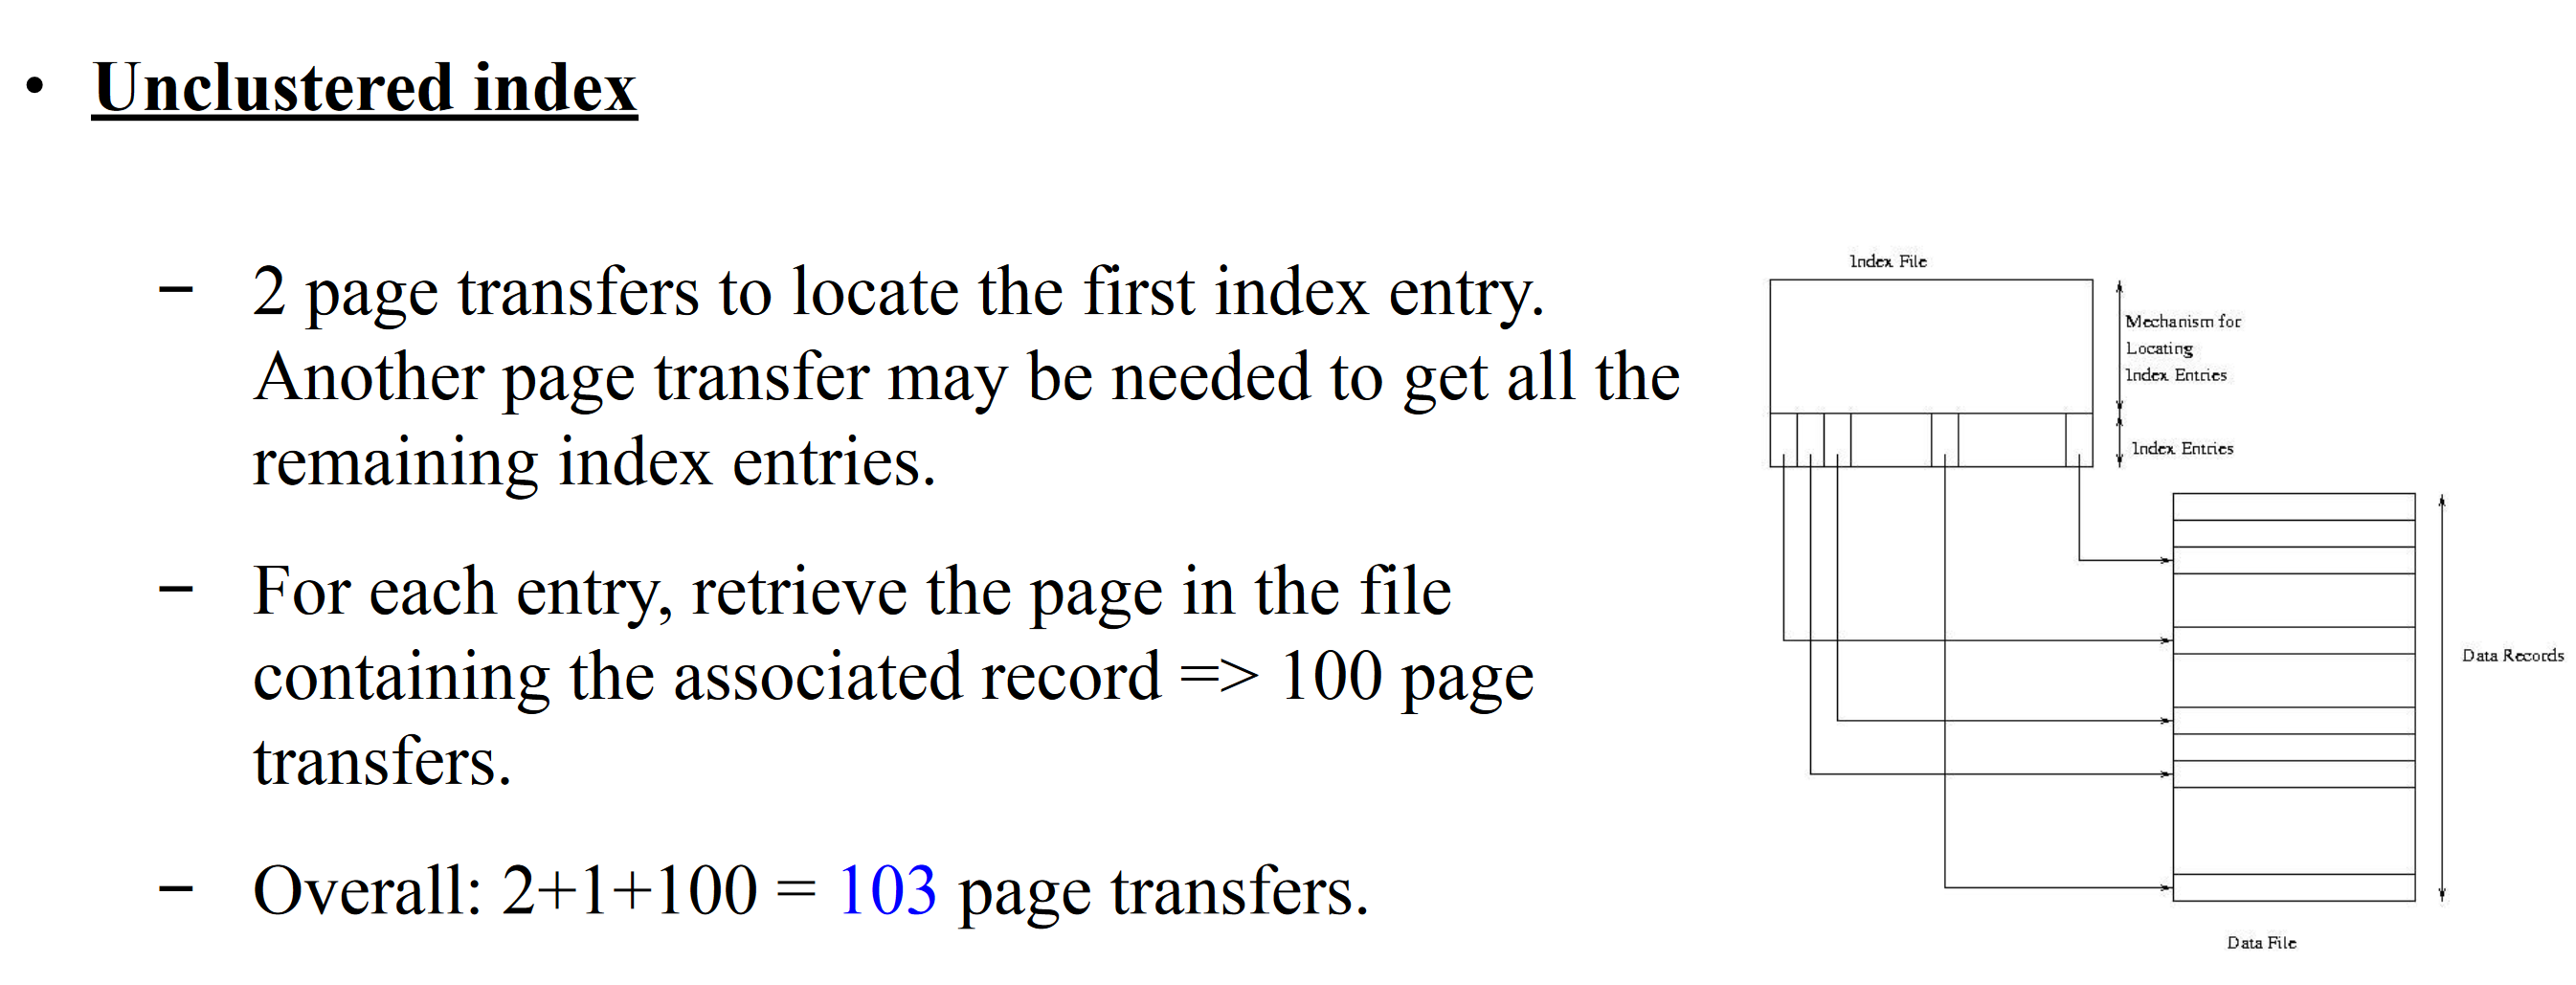 • Unclustered index
– 2 page transfers to locate the first index entry.
Another page transfer may be needed to get all the
remaining index entries.
– For each entry, retrieve the page in the file
containing the associated record => 100 page
transfers.
– Overall: 2+1+100 = 103 page transfers.
Index File
Mechanism for
Locating
Index Entries
Index Entries
Data Records
Data File